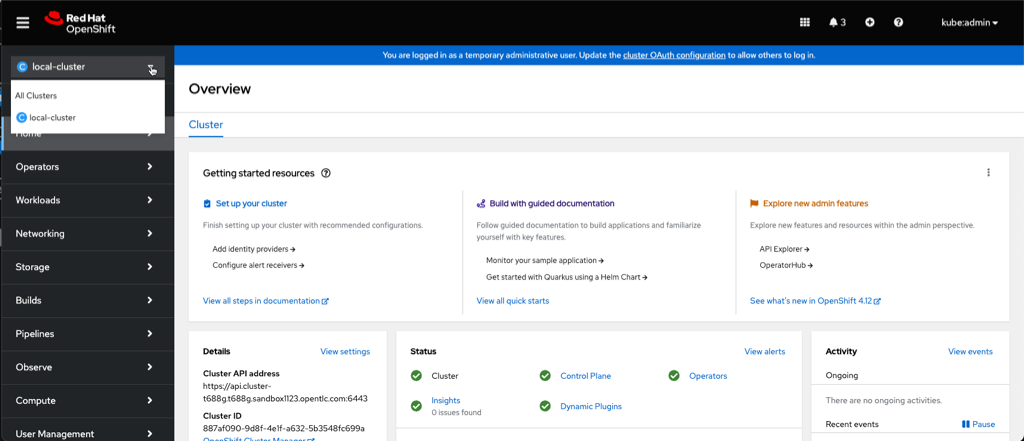 Red Hat
OpenShift
3
kube:admin
local-cluster
You are logged in as a temporary administrative user. Update the cluster OAuth configuration to allow others to log in.
All Clusters
local-cluster
Home
Operators
Workloads
Networking
Storage
Builds
Pipelines
Observe
Compute
User Management
Overview
Cluster
Getting started resources
Set up your cluster
Finish setting up your cluster with recommended configurations.
Add identity providers →
Configure alert receivers →
View all steps in documentation
Build with guided documentation
Follow guided documentation to build applications and familiarize
yourself with key features.
Monitor your sample application →
Get started with Quarkus using a Helm Chart →
View all quick starts
Explore new admin features
Explore new features and resources within the admin perspective.
API Explorer →
OperatorHub →
See what's new in OpenShift 4.12
Details
View settings
Cluster API address
https://api.cluster-
t688g.t688g.sandbox1123.opentlc.com:6443
Cluster ID
887af090-9d8f-4e1f-a632-5b3548fc699a
OpenShift Cluster Manager
Status
View alerts
Cluster
Control Plane
Operators
Insights
0 issues found
Dynamic Plugins
Activity
View events
Ongoing
There are no ongoing activities.
Recent events
Pause